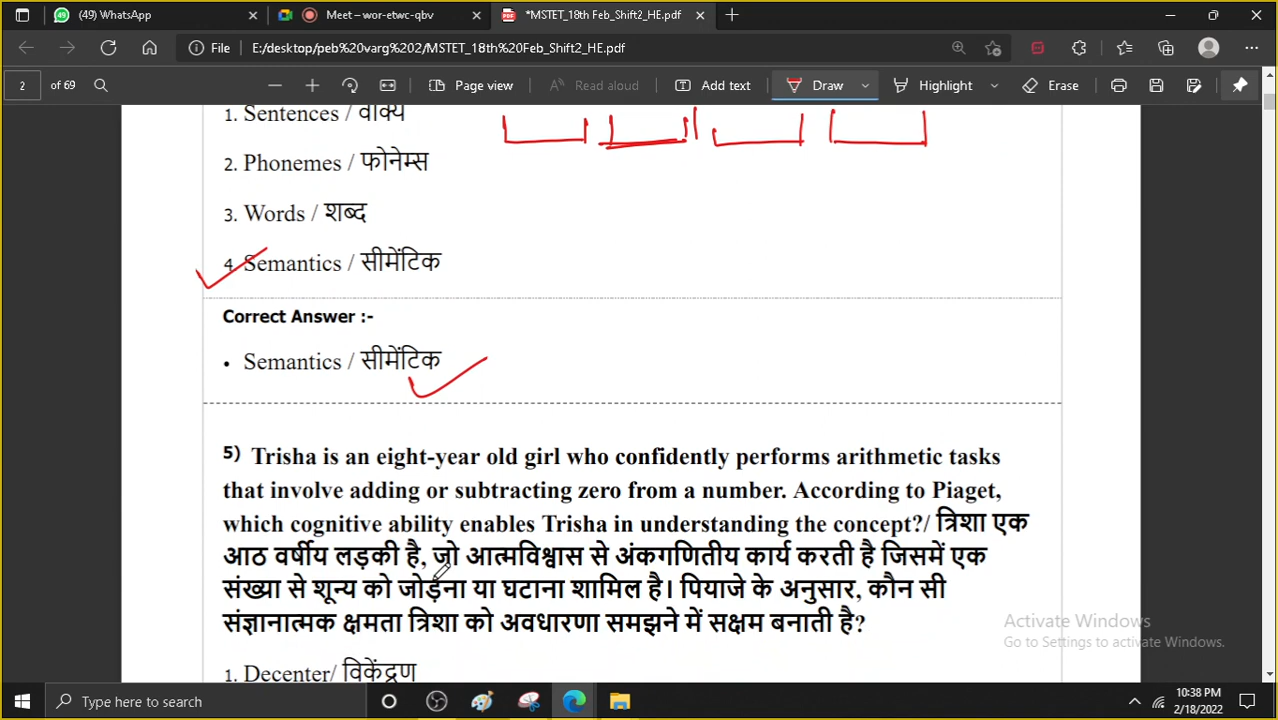 (49) WhatsApp
Meet – wor-etwc-qbv
*MSTET_18th Feb_Shift2_HE.pdf
File E:/desktop/peb%20varg%202/MSTET_18th%20Feb_Shift2_HE.pdf
2 of 69 Page view Read aloud Add text Draw Highlight Erase
1. Sentences / वाक्य
2. Phonemes / फोनेम्स
3. Words / शब्द
4. Semantics / सीमेंटिक
Correct Answer :-
• Semantics / सीमेंटिक
5) Trisha is an eight-year old girl who confidently performs arithmetic tasks
that involve adding or subtracting zero from a number. According to Piaget,
which cognitive ability enables Trisha in understanding the concept?/ त्रिशा एक
आठ वर्षीय लड़की है, जो आत्मविश्वास से अंकगणितीय कार्य करती है जिसमें एक
संख्या से शून्य को जोड़ना या घटाना शामिल है। पियाजे के अनुसार, कौन सी
संज्ञानात्मक क्षमता त्रिशा को अवधारणा समझने में सक्षम बनाती है?
1. Decenter/ विकेंद्रण
Activate Windows
Go to Settings to activate Windows.
Type here to search
10:38 PM
2/18/2022